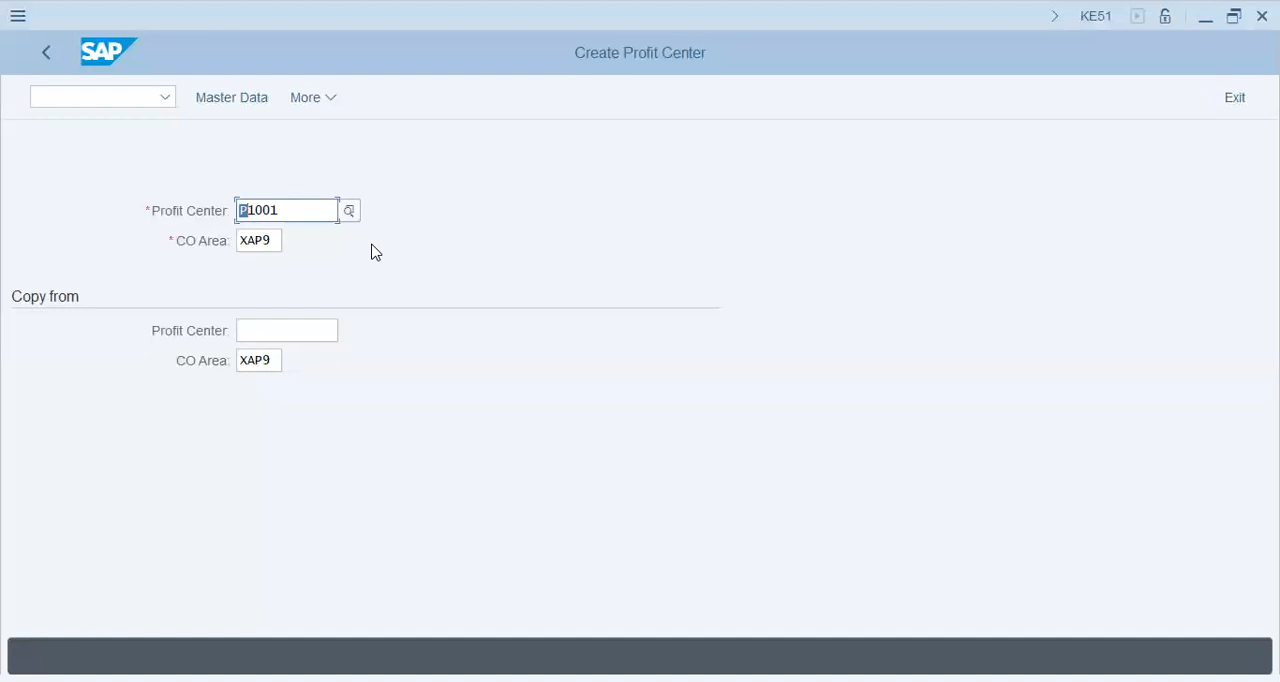 KE51
SAP Create Profit Center
Master Data More Exit
*Profit Center: P1001
* CO Area: XAP9
Copy from
Profit Center:
CO Area: XAP9